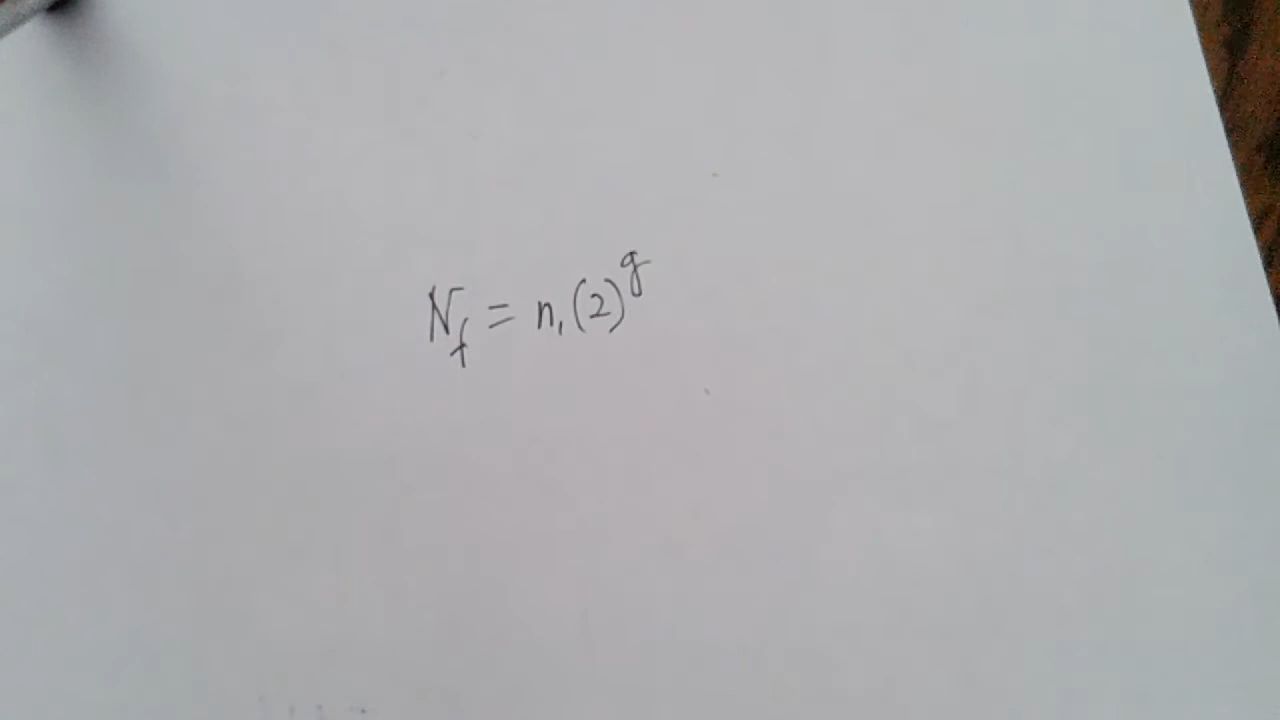 N_f = n_1(2)^g